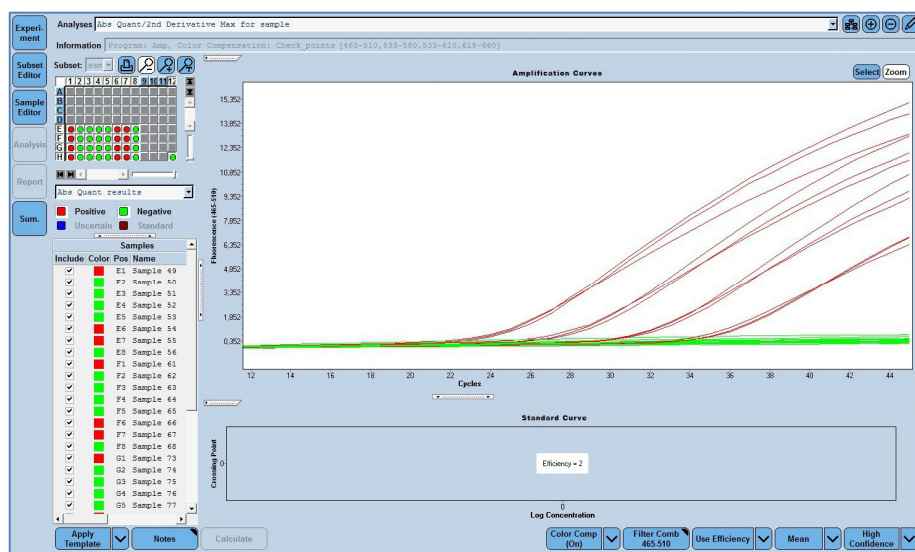 Experi-
ment
Subset
Editor
Sample
Editor
Analysis
Report
Sum.
Analyses Abs Quant/2nd Derivative Max for sample
Information Program: Amp, Color Compensation: Check_points [465-510,533-580,533-610,618-660]
Subset: sam
1 2 3 4 5 6 7 8 9 10 11 12
A
B
C
D
E
F
G
H
Abs Quant results
Positive Negative
Uncertain Standard
Samples
Include Color Pos Name
E1 Sample 49
E2 Sample 50
E3 Sample 51
E4 Sample 52
E5 Sample 53
E6 Sample 54
E7 Sample 55
E8 Sample 56
F1 Sample 61
F2 Sample 62
F3 Sample 63
F4 Sample 64
F5 Sample 65
F6 Sample 66
F7 Sample 67
F8 Sample 68
G1 Sample 73
G2 Sample 74
G3 Sample 75
G4 Sample 76
G5 Sample 77
Amplification Curves
Select Zoom
Fluorescence (465-510)
15,352
13,852
12,352
10,852
9,352
7,852
6,352
4,852
3,352
1,852
0,352
12 14 16 18 20 22 24 26 28 30 32 34 36 38 40 42 44
Cycles
Standard Curve
Crossing Point
0
Efficiency = 2
0
Log Concentration
Apply
Template
Notes
Calculate
Color Comp
(On)
Filter Comb
465-510
Use Efficiency
Mean
High
Confidence